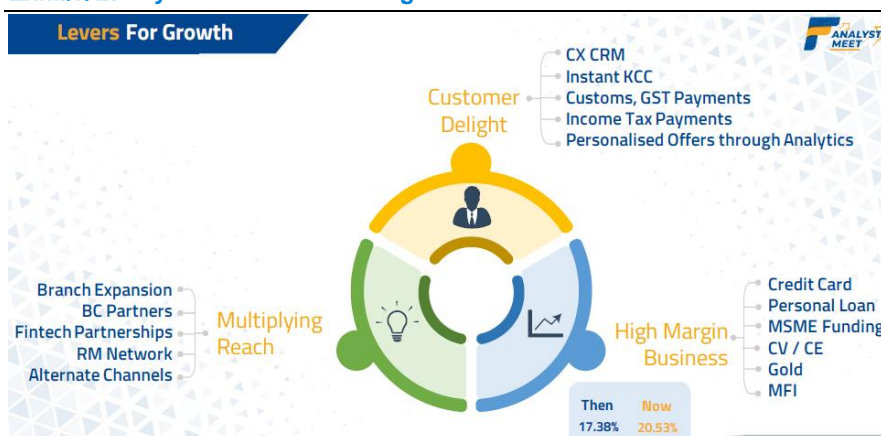 Levers For Growth
ANALYST
MEET
Customer
Delight
CX CRM
Instant KCC
Customs, GST Payments
Income Tax Payments
Personalised Offers through Analytics
Branch Expansion
BC Partners
Fintech Partnerships
RM Network
Alternate Channels
Multiplying
Reach
High Margin
Business
Credit Card
Personal Loan
MSME Funding
CV / CE
Gold
MFI
Then Now
17.38% 20.53%